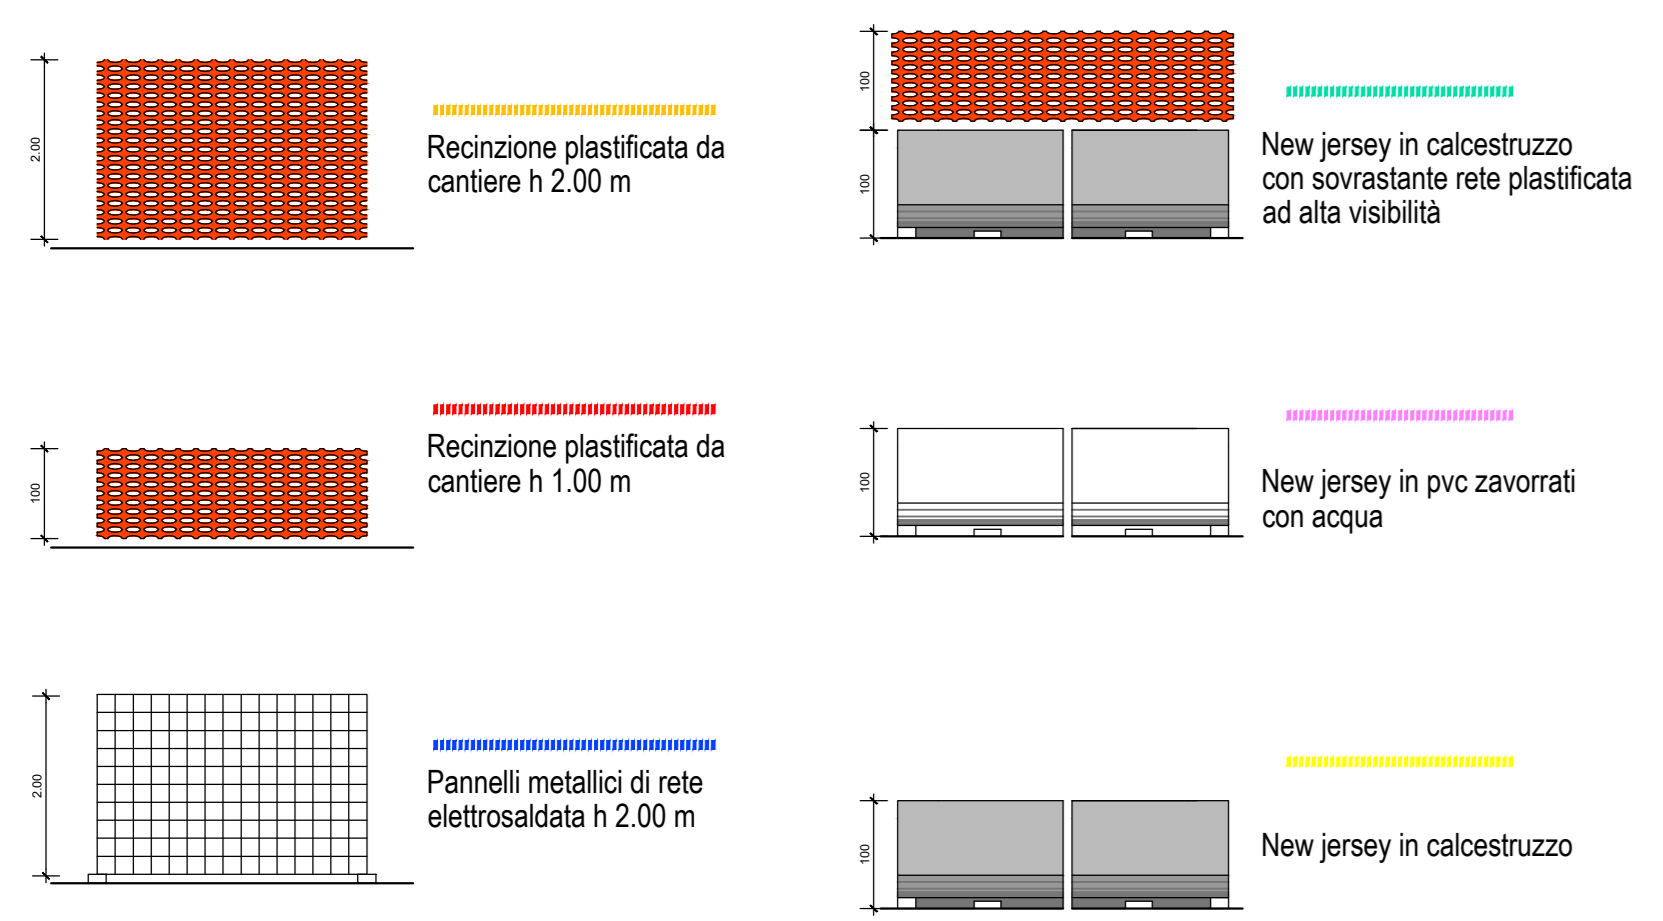 2.00
Recinzione plastificata da
cantiere h 2.00 m
100
100
New jersey in calcestruzzo
con sovrastante rete plastificata
ad alta visibilità
100
Recinzione plastificata da
cantiere h 1.00 m
100
New jersey in pvc zavorrati
con acqua
2.00
Pannelli metallici di rete
elettrosaldata h 2.00 m
100
New jersey in calcestruzzo